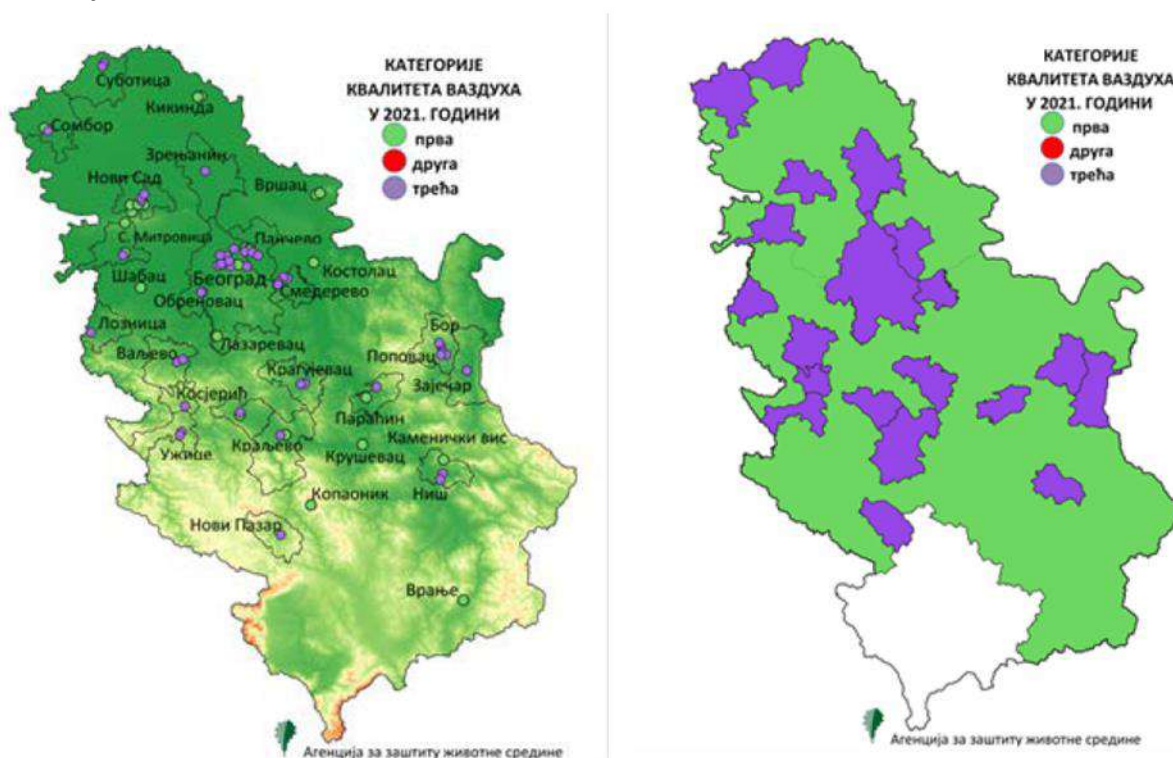 КАТЕГОРИЈЕ
КВАЛИТЕТА ВАЗДУХА
У 2021. ГОДИНИ
прва
друга
трећа
Суботица
Кикинда
Сомбор
Зрењанин
Нови Сад
Вршац
С. Митровица
Панчево
Шабац
Београд
Костолац
Обреновац
Смедерево
Лозница
Лазаревац
Бор
Ваљево
Поповац
Крагујевац
Зајечар
Косјерић
Параћин
Краљево
Каменички вис
Ужице
Крушевац
Копаоник
Ниш
Нови Пазар
Врање
Агенција за заштиту животне средине
КАТЕГОРИЈЕ
КВАЛИТЕТА ВАЗДУХА
У 2021. ГОДИНИ
прва
друга
трећа
Агенција за заштиту животне средине